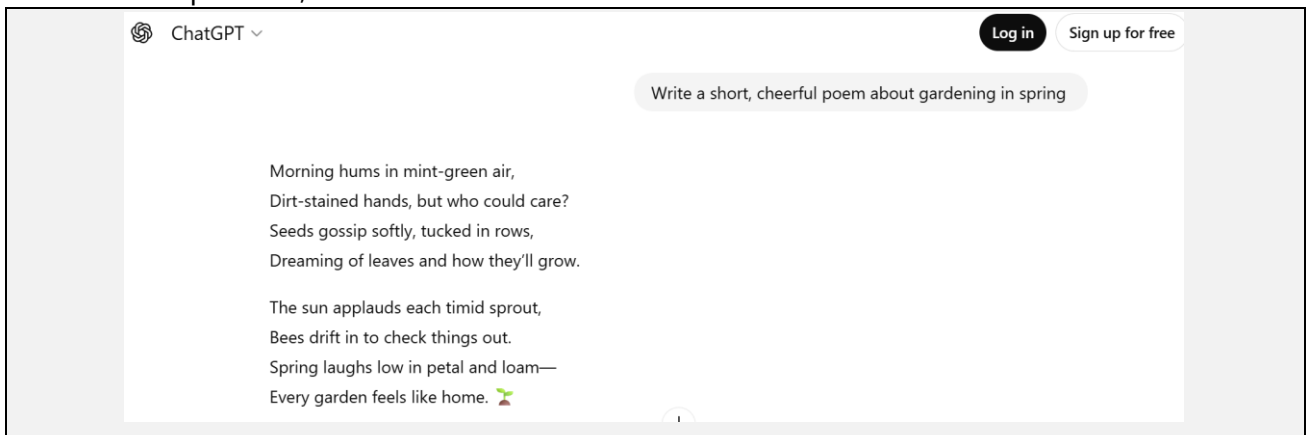 ChatGPT
Log in
Sign up for free
Write a short, cheerful poem about gardening in spring
Morning hums in mint-green air,
Dirt-stained hands, but who could care?
Seeds gossip softly, tucked in rows,
Dreaming of leaves and how they’ll grow.
The sun applauds each timid sprout,
Bees drift in to check things out.
Spring laughs low in petal and loam—
Every garden feels like home. 🌱